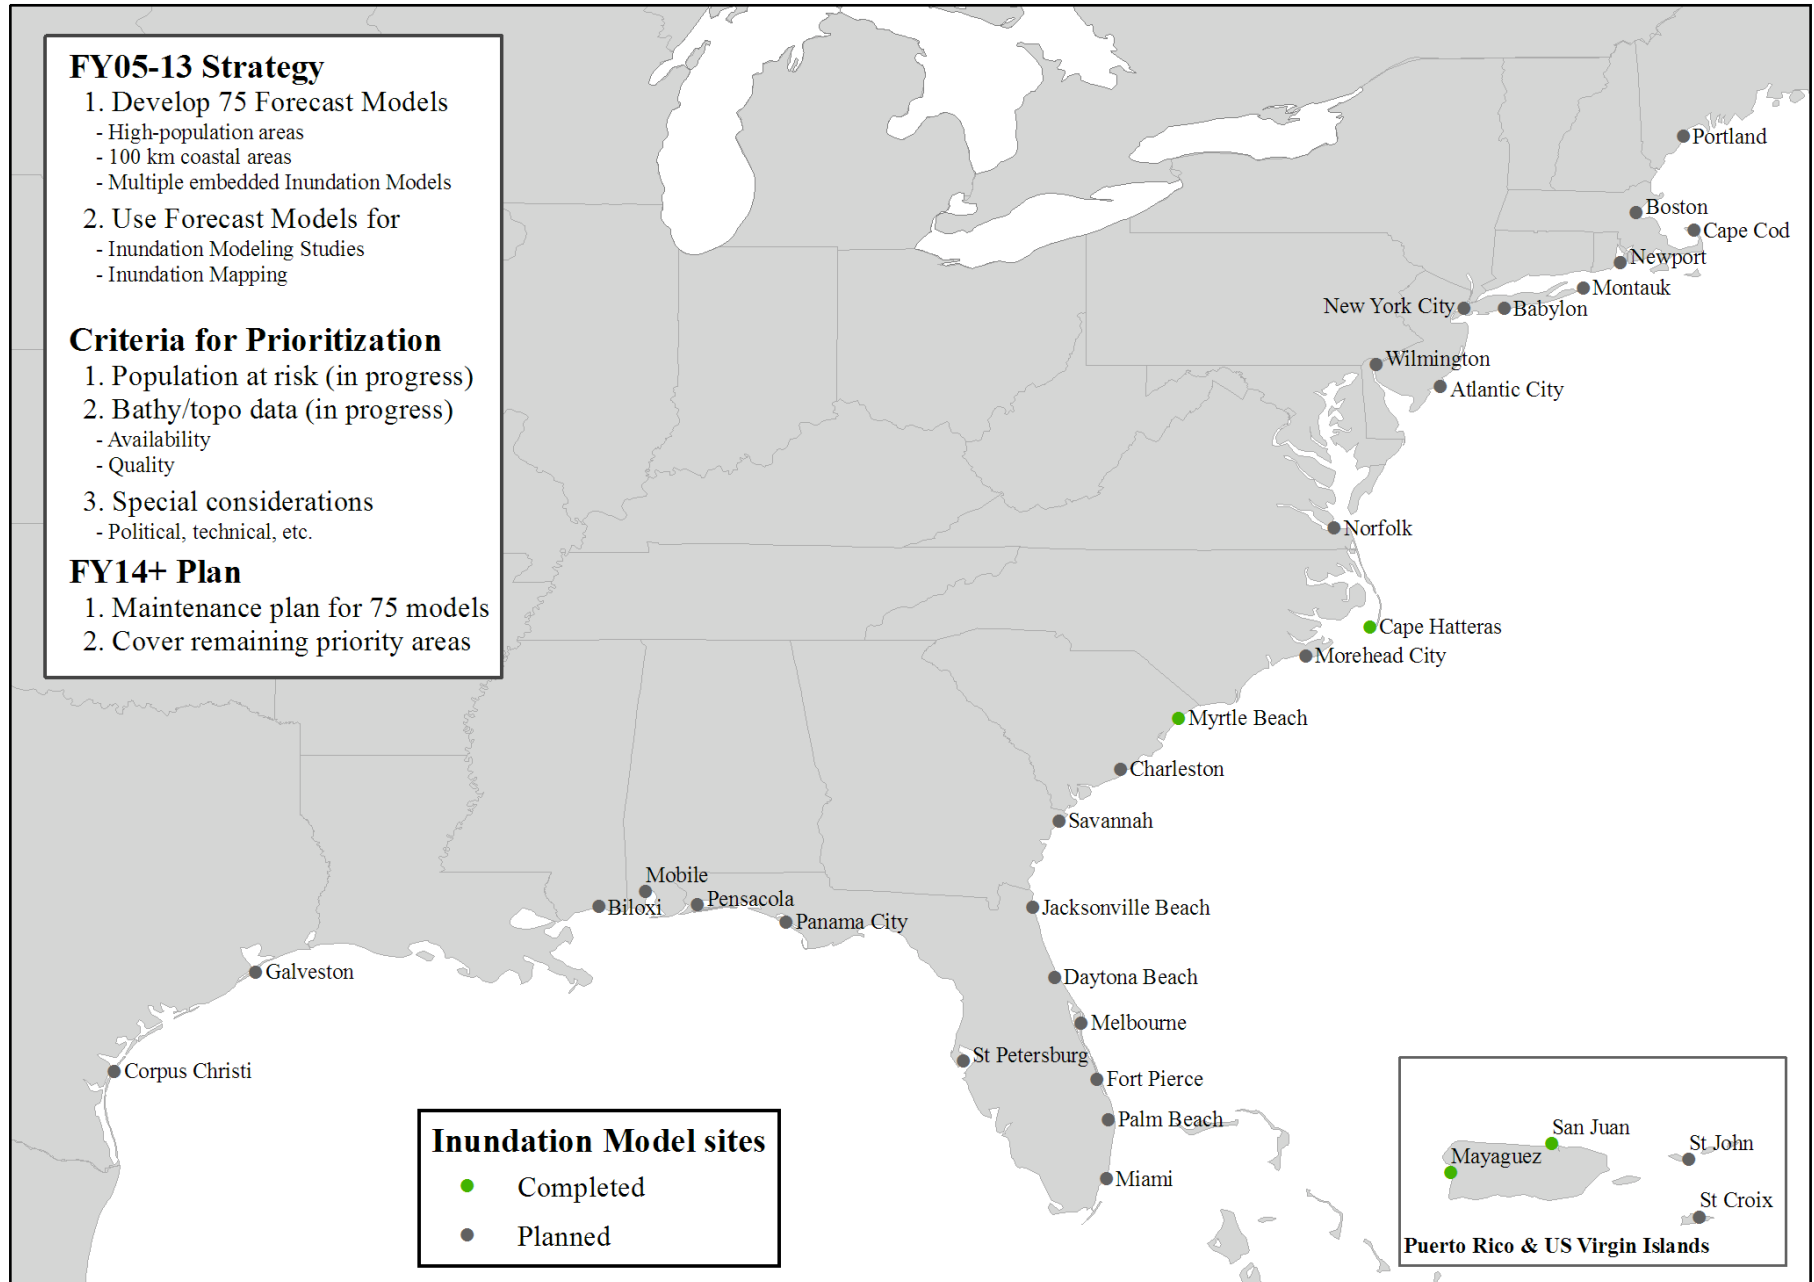 FY05-13 Strategy
1. Develop 75 Forecast Models
- High-population areas
- 100 km coastal areas
- Multiple embedded Inundation Models
2. Use Forecast Models for
- Inundation Modeling Studies
- Inundation Mapping
Criteria for Prioritization
1. Population at risk (in progress)
2. Bathy/topo data (in progress)
- Availability
- Quality
3. Special considerations
- Political, technical, etc.
FY14+ Plan
1. Maintenance plan for 75 models
2. Cover remaining priority areas
Portland
Boston
Cape Cod
Newport
Montauk
New York City
Babylon
Wilmington
Atlantic City
Norfolk
Cape Hatteras
Morehead City
Myrtle Beach
Charleston
Savannah
Mobile
Biloxi
Pensacola
Panama City
Jacksonville Beach
Galveston
Daytona Beach
Melbourne
St Petersburg
Corpus Christi
Fort Pierce
Palm Beach
Miami
Inundation Model sites
Completed
Planned
San Juan
Mayaguez
St John
St Croix
Puerto Rico & US Virgin Islands